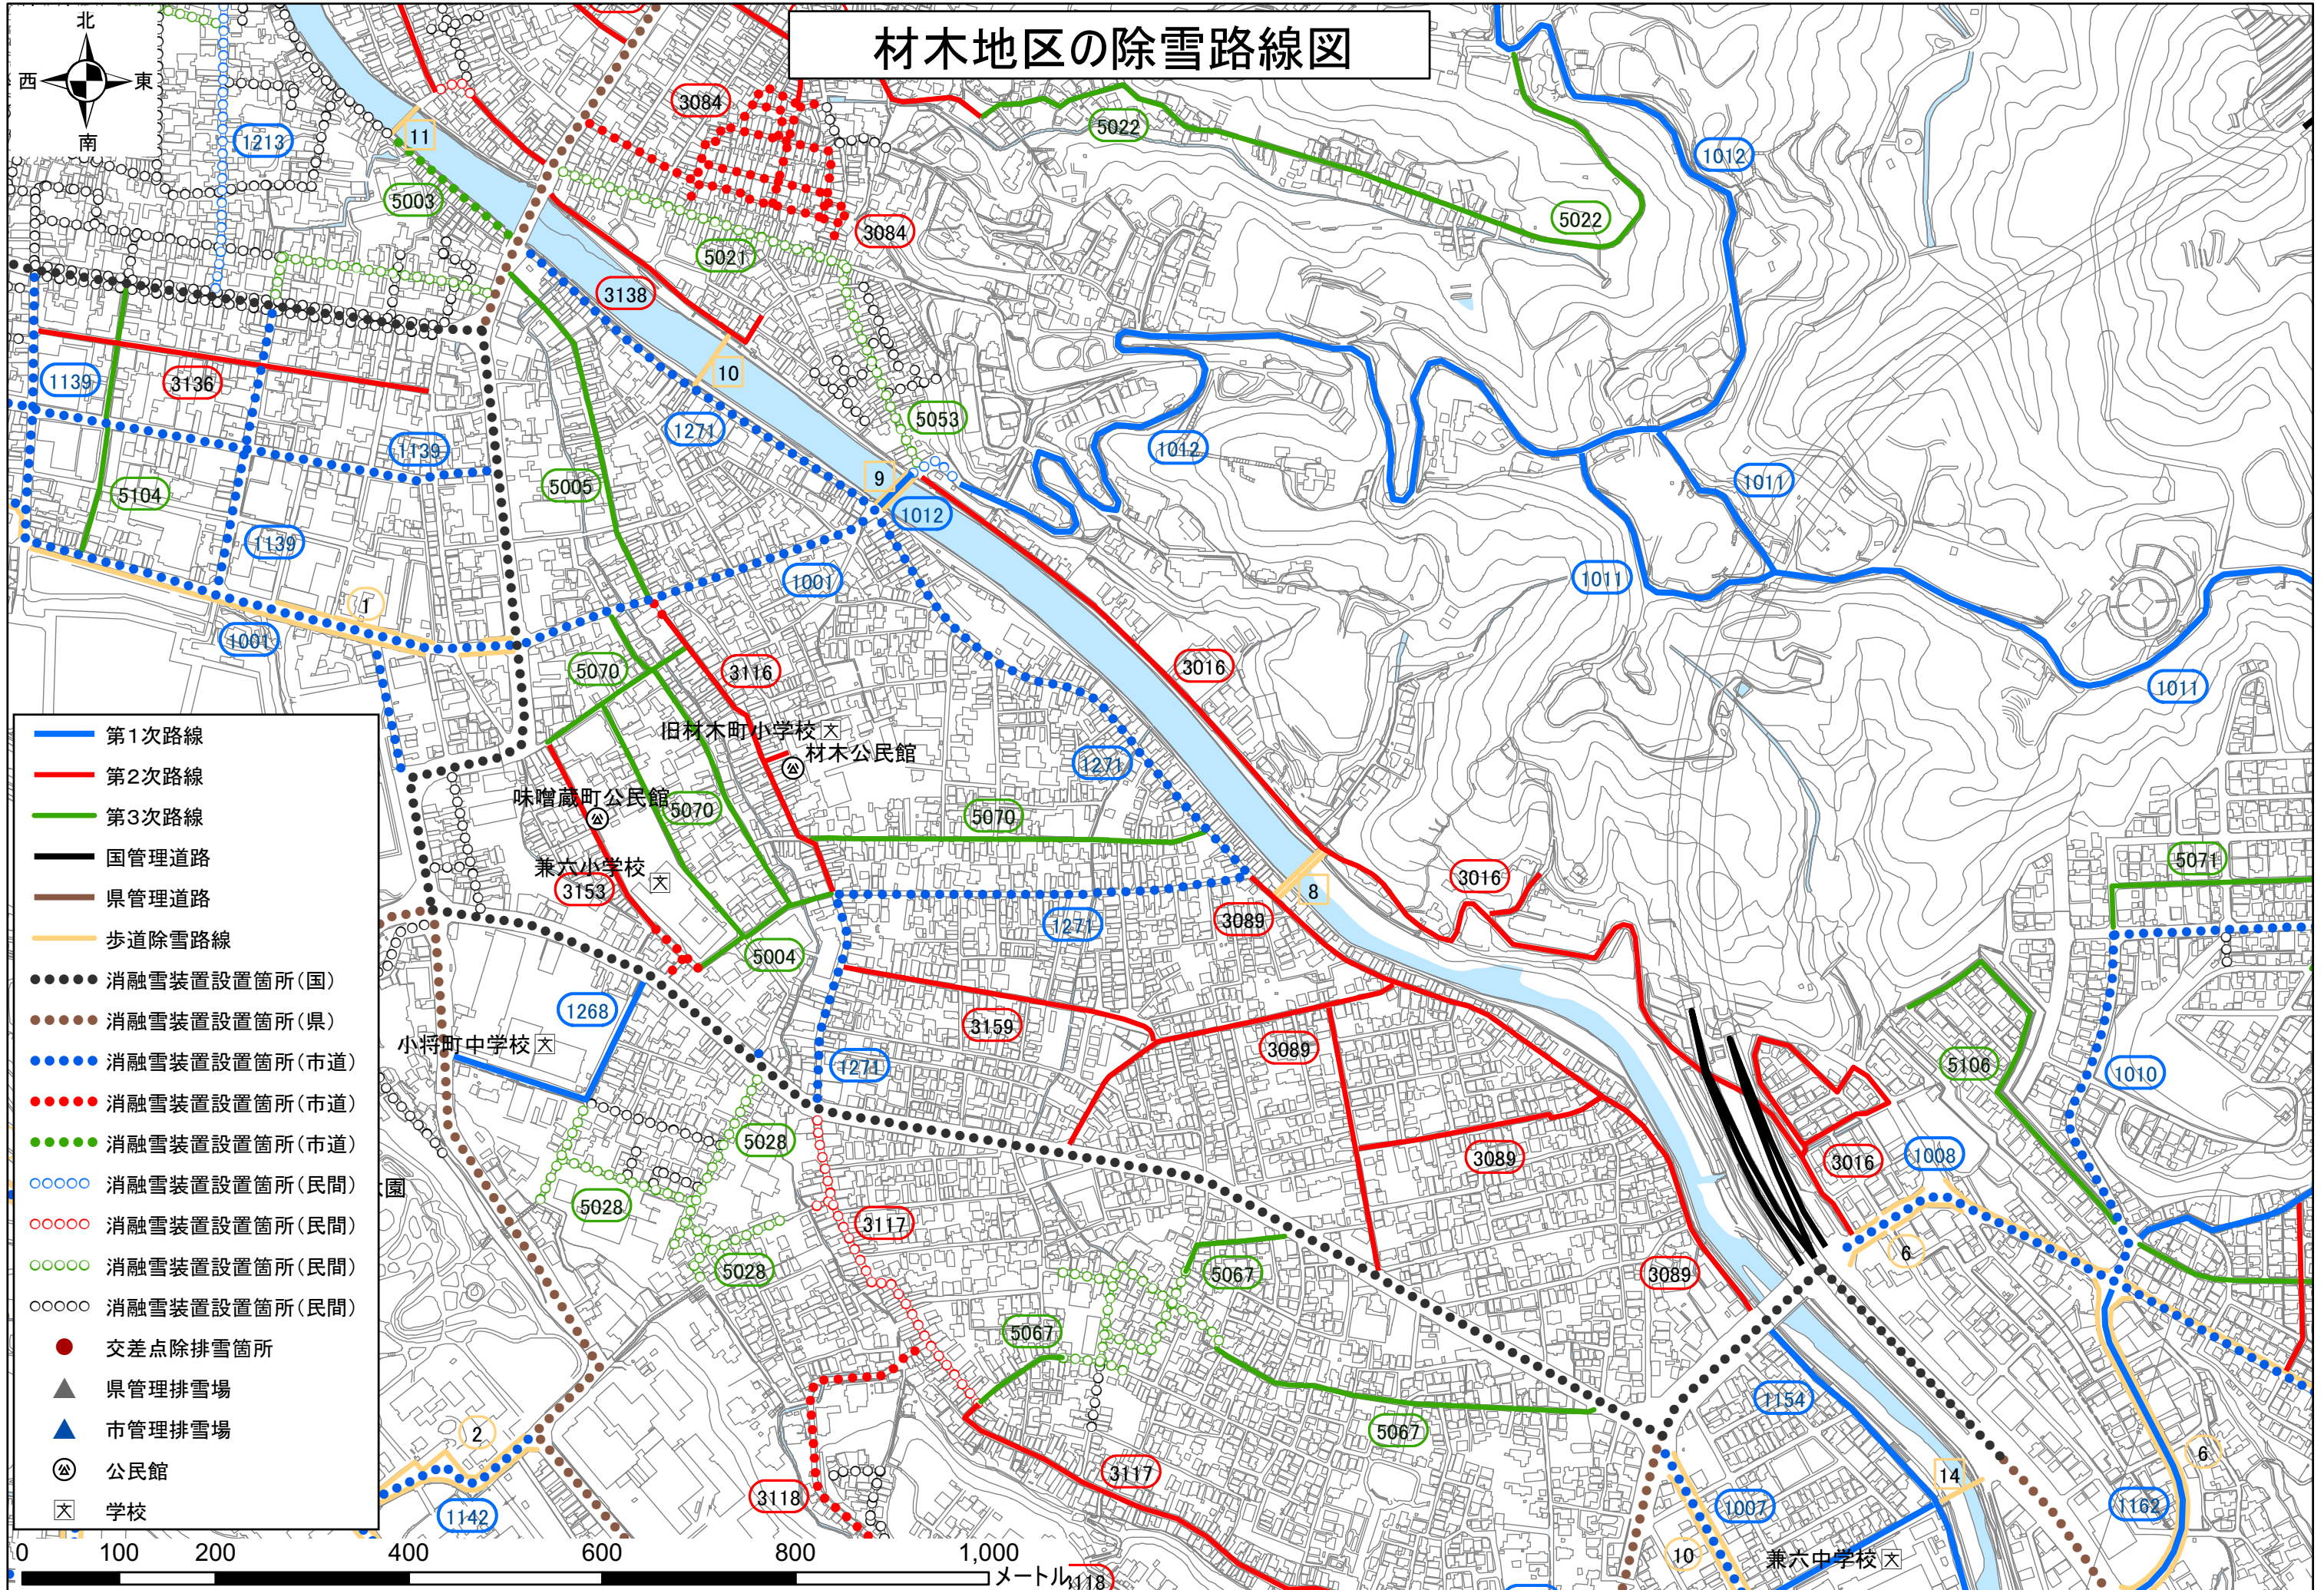 材木地区の除雪路線図
北
西 東
南
11
3084
5022
1012
1213
5003
5022
3084
5021
3138
10
1139
3136
5053
1271
1139
1012
9
1011
5104
5005
1012
1139
1001
1011
1
1001
5070
3116
3016
1011
旧材木町小学校 文
材木公民館
1271
味噌蔵町公民館
5070
5070
5071
兼六小学校 文
3153
3016
8
3089
1271
5004
1268
3159
小将町中学校 文
3089
1271
5106
1010
5028
3089
3016
1008
園
5028
3117
6
5028
5067
3089
5067
1154
5067
2
3117
14
6
3118
1142
1007
1162
10
兼六中学校 文
3118
第1次路線
第2次路線
第3次路線
国管理道路
県管理道路
歩道除雪路線
消融雪装置設置箇所(国)
消融雪装置設置箇所(県)
消融雪装置設置箇所(市道)
消融雪装置設置箇所(市道)
消融雪装置設置箇所(市道)
消融雪装置設置箇所(民間)
消融雪装置設置箇所(民間)
消融雪装置設置箇所(民間)
消融雪装置設置箇所(民間)
交差点除排雪箇所
県管理排雪場
市管理排雪場
公民館
文 学校
0 100 200 400 600 800 1,000
メートル